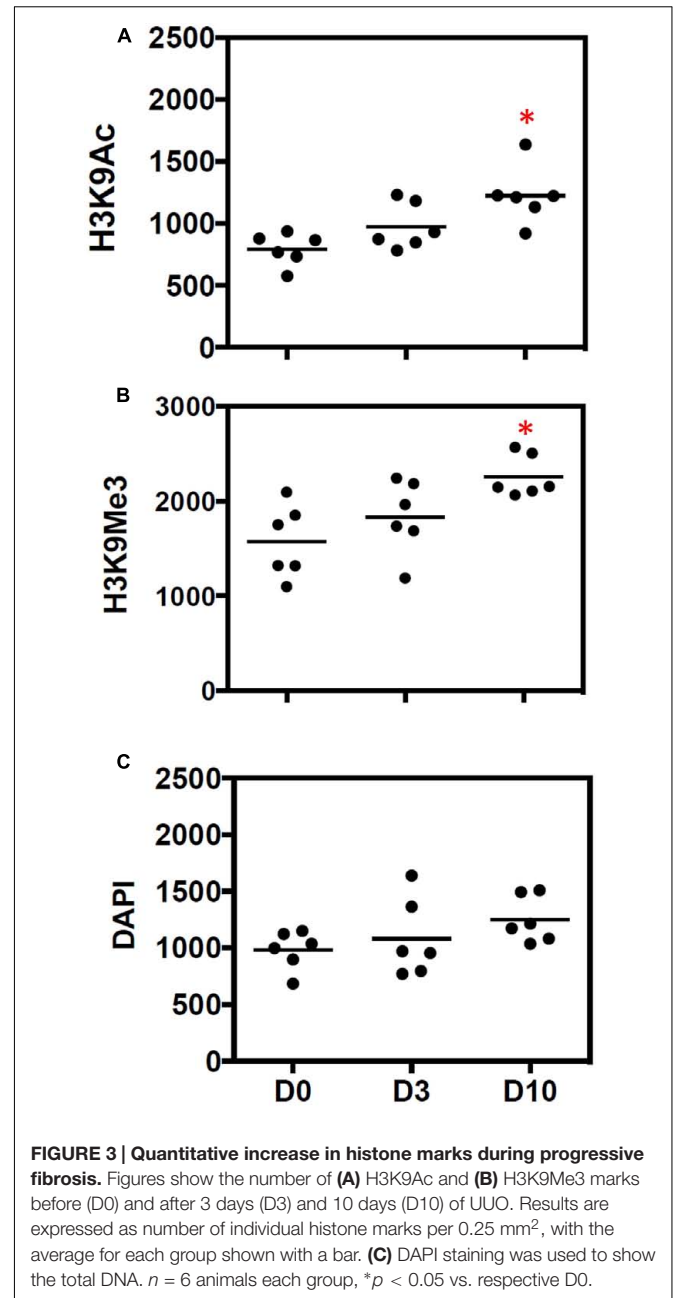 A
2500
2000
1500
1000
500
0
H3K9Ac
*
B
3000
2000
1000
0
H3K9Me3
*
C
2500
2000
1500
1000
500
0
DAPI
D0 D3 D10
FIGURE 3 | Quantitative increase in histone marks during progressive
fibrosis. Figures show the number of (A) H3K9Ac and (B) H3K9Me3 marks
before (D0) and after 3 days (D3) and 10 days (D10) of UUO. Results are
expressed as number of individual histone marks per 0.25 mm², with the
average for each group shown with a bar. (C) DAPI staining was used to show
the total DNA. n = 6 animals each group, *p < 0.05 vs. respective D0.